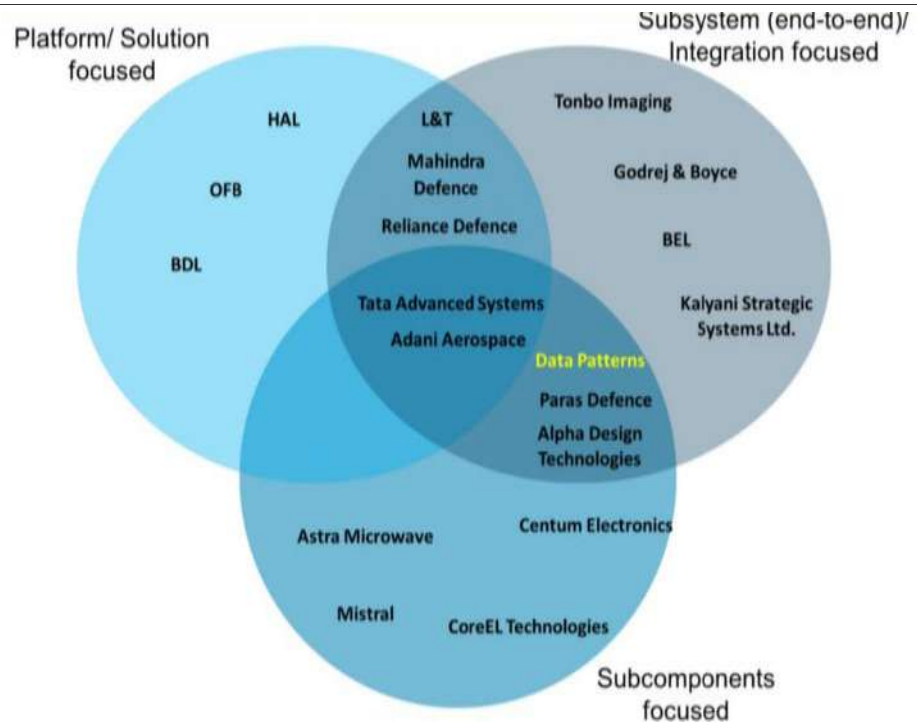 Platform/ Solution
focused
Subsystem (end-to-end)/
Integration focused
HAL
OFB
BDL
L&T
Mahindra
Defence
Reliance Defence
Tonbo Imaging
Godrej & Boyce
BEL
Kalyani Strategic
Systems Ltd.
Tata Advanced Systems
Adani Aerospace
Data Patterns
Paras Defence
Alpha Design
Technologies
Astra Microwave
Centum Electronics
Mistral
CoreEL Technologies
Subcomponents
focused